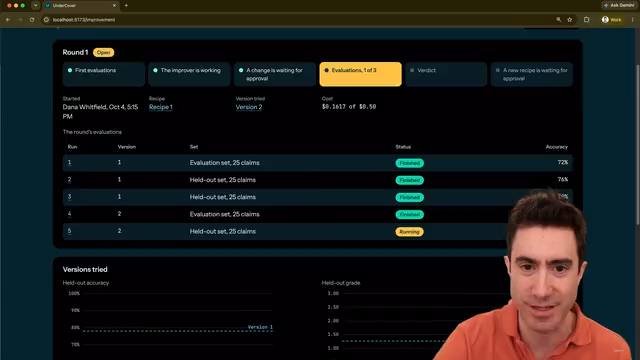 UnderCover
Ask Gemini
localhost:5173/improvement
Work
Round 1 Open
First evaluations
The improver is working
A change is waiting for approval
Evaluations, 1 of 3
Verdict
A new recipe is waiting for approval
Started
Dana Whitfield, Oct 4, 5:15 PM
Recipe
Recipe 1
Version tried
Version 2
Cost
$0.1617 of $0.50
The round's evaluations
Run Version Set Status Accuracy
1 1 Evaluation set, 25 claims Finished 72%
2 1 Held-out set, 25 claims Finished 76%
3 1 Held-out set, 25 claims Finished
4 2 Evaluation set, 25 claims Finished
5 2 Held-out set, 25 claims Running
Versions tried
Held-out accuracy
100%
90%
80%
70%
Version 1
Held-out grade
3.00
2.50
2.00
1.50